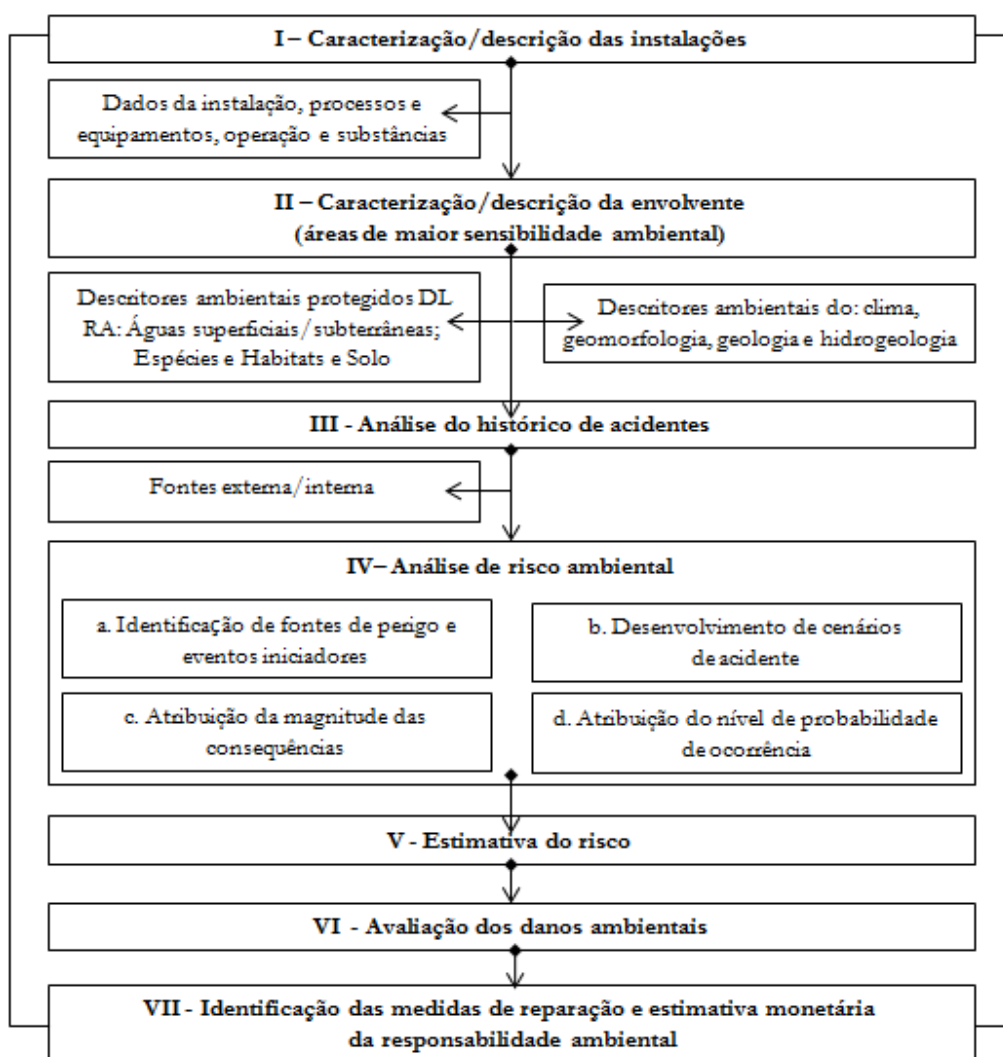 I – Caracterização/descrição das instalações
Dados da instalação, processos e
equipamentos, operação e substâncias
II – Caracterização/descrição da envolvente
(áreas de maior sensibilidade ambiental)
Descritores ambientais protegidos DL
RA: Águas superficiais/subterrâneas;
Espécies e Habitats e Solo
Descritores ambientais do: clima,
geomorfologia, geologia e hidrogeologia
III - Análise do histórico de acidentes
Fontes externa/interna
IV– Análise de risco ambiental
a. Identificação de fontes de perigo e
eventos iniciadores
b. Desenvolvimento de cenários
de acidente
c. Atribuição da magnitude das
consequências
d. Atribuição do nível de probabilidade
de ocorrência
V - Estimativa do risco
VI - Avaliação dos danos ambientais
VII - Identificação das medidas de reparação e estimativa monetária
da responsabilidade ambiental